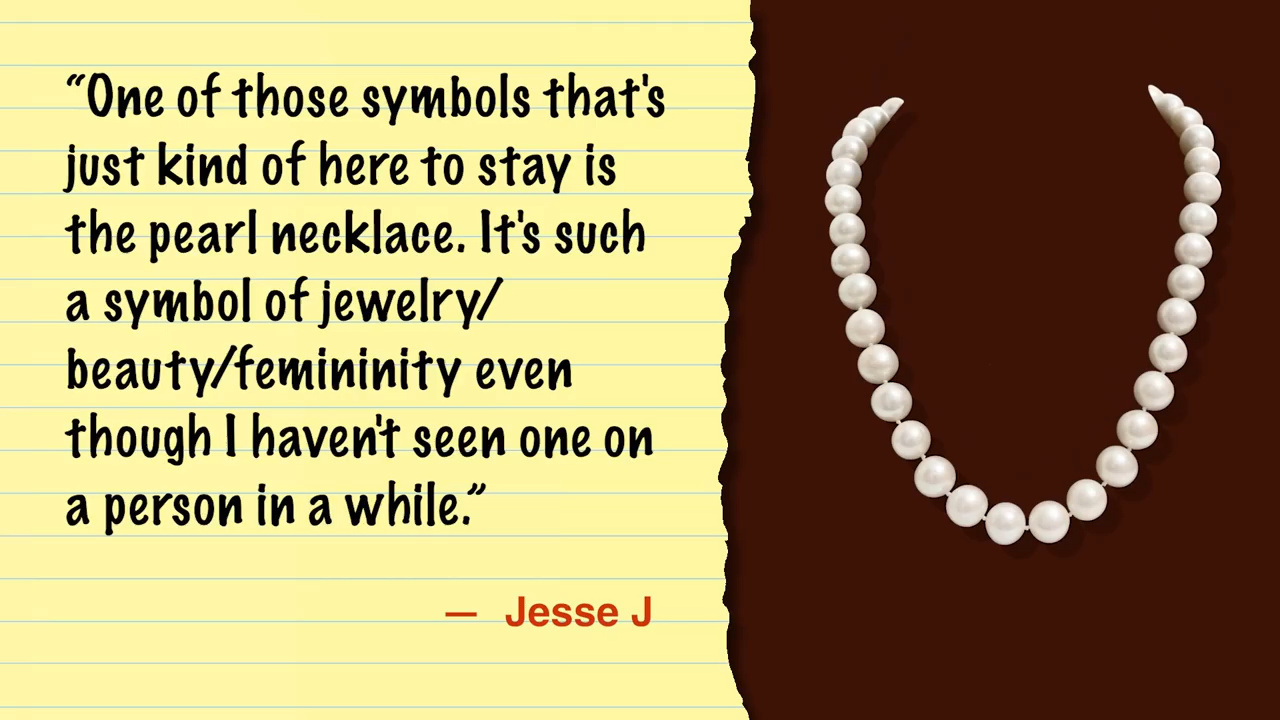 “One of those symbols that's
just kind of here to stay is
the pearl necklace. It's such
a symbol of jewelry/
beauty/femininity even
though I haven't seen one on
a person in a while.”
— Jesse J